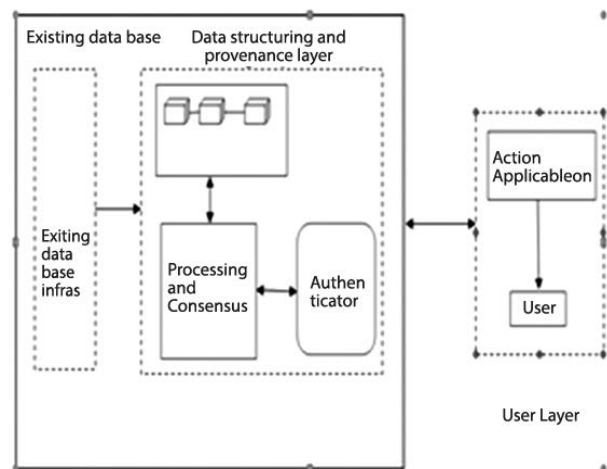 Existing data base
Data structuring and
provenance layer
Exiting
data
base
infras
Processing
and
Consensus
Authen
ticator
Action
Applicableon
User
User Layer